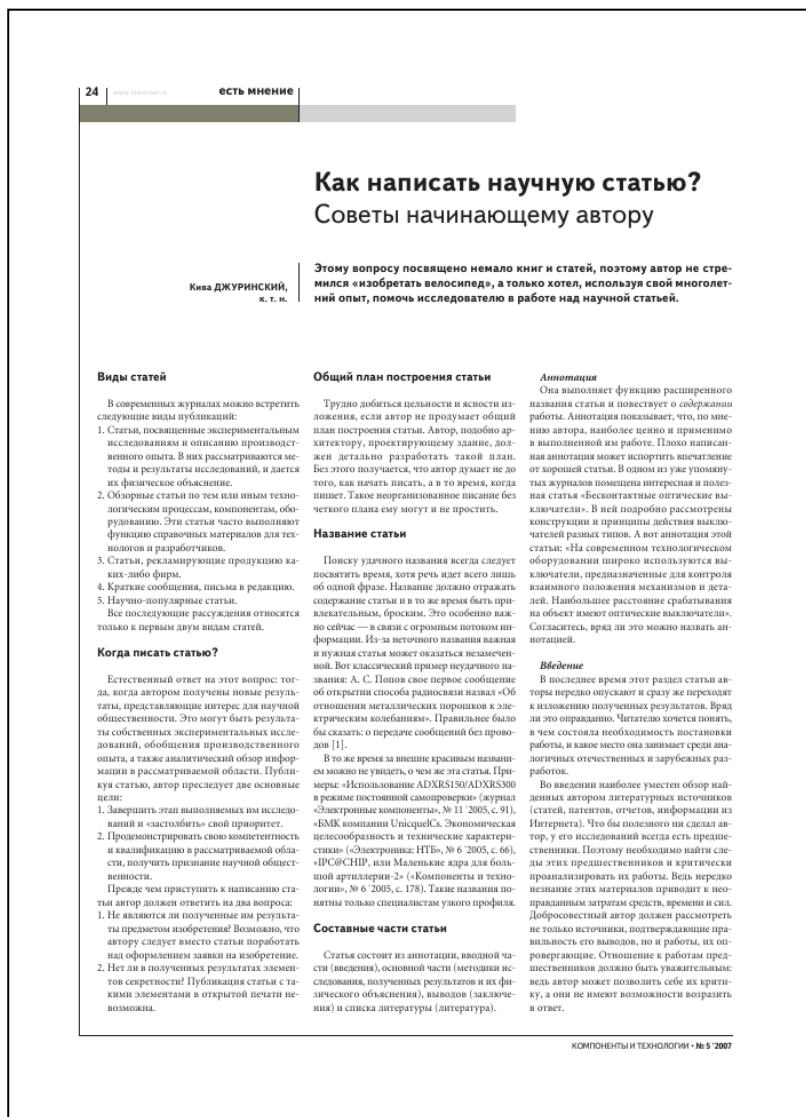 24
www.finestreet.ru
есть мнение
Как написать научную статью?
Советы начинающему автору
Кива ДЖУРИНСКИЙ,
к. т. н.
Этому вопросу посвящено немало книг и статей, поэтому автор не стре-
мился «изобретать велосипед», а только хотел, используя свой многолет-
ний опыт, помочь исследователю в работе над научной статьей.
Виды статей
В современных журналах можно встретить
следующие виды публикаций:
1. Статьи, посвященные экспериментальным
исследованиям и описанию производст-
венного опыта. В них рассматриваются ме-
тоды и результаты исследований, и дается
их физическое объяснение.
2. Обзорные статьи по тем или иным техно-
логическим процессам, компонентам, обо-
рудованию. Эти статьи часто выполняют
функцию справочных материалов для тех-
нологов и разработчиков.
3. Статьи, рекламирующие продукцию ка-
ких-либо фирм.
4. Краткие сообщения, письма в редакцию.
5. Научно-популярные статьи.
Все последующие рассуждения относятся
только к первым двум видам статей.
Когда писать статью?
Естественный ответ на этот вопрос: тог-
да, когда автором получены новые резуль-
таты, представляющие интерес для научной
общественности. Это могут быть результа-
ты собственных экспериментальных иссле-
дований, обобщения производственного
опыта, а также аналитический обзор инфор-
мации в рассматриваемой области. Публи-
куя статью, автор преследует две основные
цели:
1. Завершить этап выполняемых им исследо-
ваний и «застолбить» свой приоритет.
2. Продемонстрировать свою компетентность
и квалификацию в рассматриваемой обла-
сти, получить признание научной общест-
венности.
Прежде чем приступить к написанию ста-
тьи автор должен ответить на два вопроса:
1. Не являются ли полученные им результа-
ты предметом изобретения? Возможно, что
автору следует вместо статьи поработать
над оформлением заявки на изобретение.
2. Нет ли в полученных результатах элемен-
тов секретности? Публикация статьи с та-
кими элементами в открытой печати не-
возможна.
Общий план построения статьи
Трудно добиться цельности и ясности из-
ложения, если автор не продумает общий
план построения статьи. Автор, подобно ар-
хитектору, проектирующему здание, дол-
жен детально разработать такой план.
Без этого получается, что автор думает не до
того, как начать писать, а в то время, когда
пишет. Такое неорганизованное писание без
четкого плана ему могут и не простить.
Название статьи
Поиску удачного названия всегда следует
посвятить время, хотя речь идет всего лишь
об одной фразе. Название должно отражать
содержание статьи и в то же время быть при-
влекательным, броским. Это особенно важ-
но сейчас — в связи с огромным потоком ин-
формации. Из-за неточного названия важная
и нужная статья может оказаться незамечен-
ной. Вот классический пример неудачного на-
звания: А. С. Попов свое первое сообщение
об открытии способа радиосвязи назвал «Об
отношении металлических порошков к эле-
ктрическим колебаниям». Правильнее было
бы сказать: о передаче сообщений без прово-
дов [1].
В то же время за внешне красивым названи-
ем можно не увидеть, о чем же эта статья. При-
меры: «Использование ADXRS150/ADXRS300
в режиме постоянной самопроверки» (журнал
«Электронные компоненты», № 11`2005, с. 91),
«БМК компании UnicquelCs. Экономическая
целесообразность и технические характери-
стики» («Электроника: НТБ», № 6`2005, с. 66),
«IPC@CHIP, или Маленькие ядра для боль-
шой артиллерии-2» («Компоненты и техно-
логии», № 6`2005, с. 178). Такие названия по-
нятны только специалистам узкого профиля.
Составные части статьи
Статья состоит из аннотации, вводной ча-
сти (введения), основной части (методики ис-
следования, полученных результатов и их фи-
зического объяснения), выводов (заключе-
ния) и списка литературы (литература).
Аннотация
Она выполняет функцию расширенного
названия статьи и повествует о содержании
работы. Аннотация показывает, что, по мне-
нию автора, наиболее ценно и применимо
в выполненной им работе. Плохо написан-
ная аннотация может испортить впечатление
от хорошей статьи. В одном из уже упомяну-
тых журналов помещена интересная и полез-
ная статья «Бесконтактные оптические вы-
ключатели». В ней подробно рассмотрены
конструкции и принципы действия выклю-
чателей разных типов. А вот аннотация этой
статьи: «На современном технологическом
оборудовании широко используются вы-
ключатели, предназначенные для контроля
взаимного положения механизмов и дета-
лей. Наибольшее расстояние срабатывания
на объект имеют оптические выключатели».
Согласитесь, вряд ли это можно назвать ан-
нотацией.
Введение
В последнее время этот раздел статьи ав-
торы нередко опускают и сразу же переходят
к изложению полученных результатов. Вряд
ли это оправданно. Читателю хочется понять,
в чем состояла необходимость постановки
работы, и какое место она занимает среди ана-
логичных отечественных и зарубежных раз-
работок.
Во введении наиболее уместен обзор най-
денных автором литературных источников
(статей, патентов, отчетов, информации из
Интернета). Что бы полезного ни сделал ав-
тор, у его исследований всегда есть предше-
ственники. Поэтому необходимо найти сле-
ды этих предшественников и критически
проанализировать их работы. Ведь нередко
незнание этих материалов приводит к нео-
правданным затратам средств, времени и сил.
Добросовестный автор должен рассмотреть
не только источники, подтверждающие пра-
вильность его выводов, но и работы, их оп-
ровергающие. Отношение к работам пред-
шественников должно быть уважительным:
ведь автор может позволить себе их крити-
ку, а они не имеют возможности возразить
в ответ.
КОМПОНЕНТЫ И ТЕХНОЛОГИИ • № 5 '2007